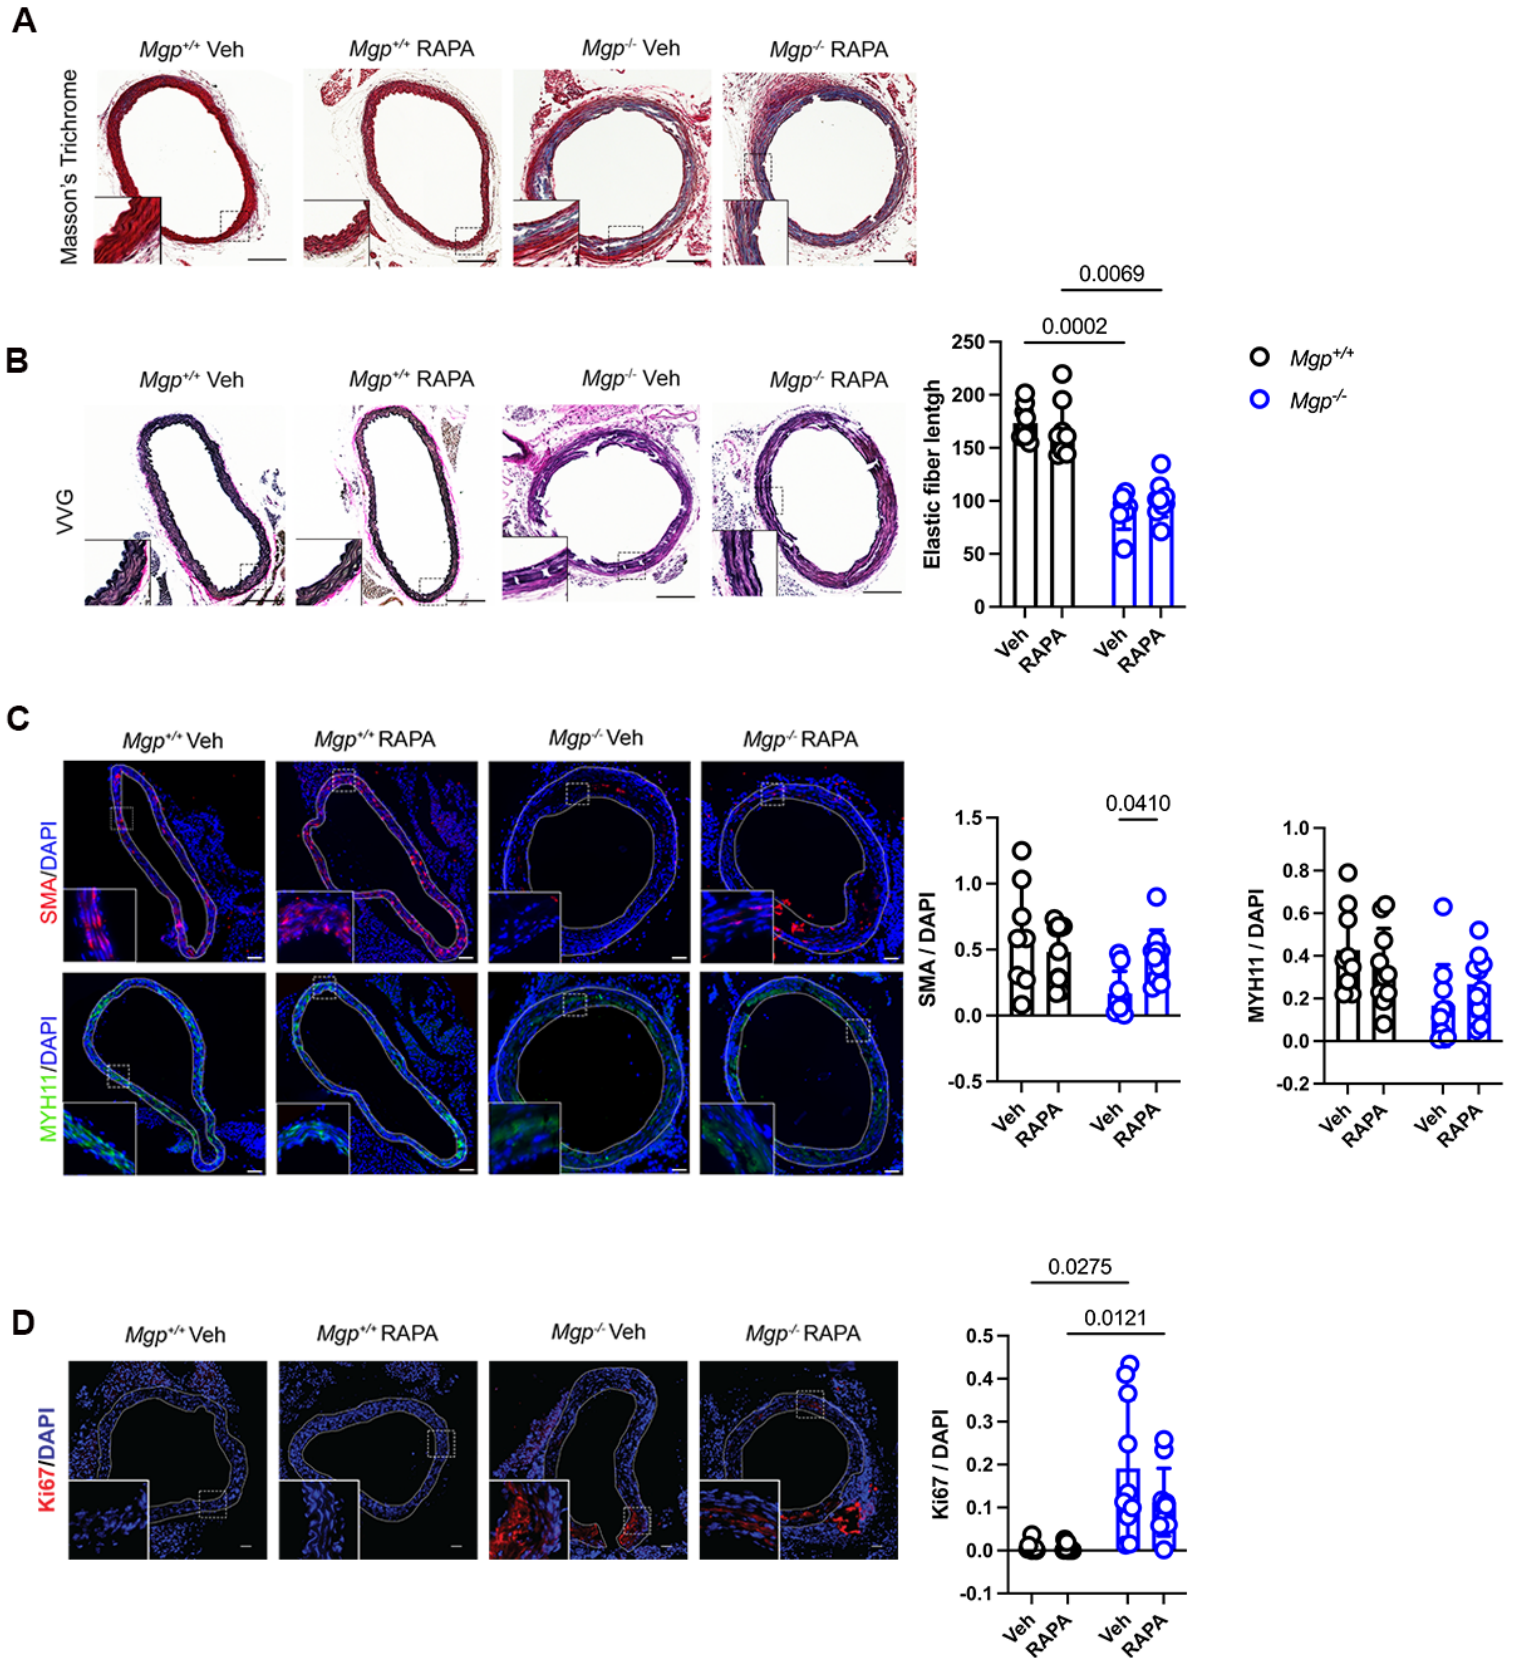 A
Mgp+/+ Veh
Mgp+/+ RAPA
Mgp-/- Veh
Mgp-/- RAPA
Masson's Trichrome
B
Mgp+/+ Veh
Mgp+/+ RAPA
Mgp-/- Veh
Mgp-/- RAPA
VVG
0.0069
0.0002
250
200
150
100
50
0
Elastic fiber lentgh
Veh
RAPA
Veh
RAPA
Mgp+/+
Mgp-/-
C
Mgp+/+ Veh
Mgp+/+ RAPA
Mgp-/- Veh
Mgp-/- RAPA
SMA/DAPI
MYH11/DAPI
0.0410
1.5
1.0
0.5
0.0
-0.5
SMA / DAPI
Veh
RAPA
Veh
RAPA
1.0
0.8
0.6
0.4
0.2
0.0
-0.2
MYH11 / DAPI
Veh
RAPA
Veh
RAPA
D
Mgp+/+ Veh
Mgp+/+ RAPA
Mgp-/- Veh
Mgp-/- RAPA
Ki67/DAPI
0.0275
0.0121
0.5
0.4
0.3
0.2
0.1
0.0
-0.1
Ki67 / DAPI
Veh
RAPA
Veh
RAPA